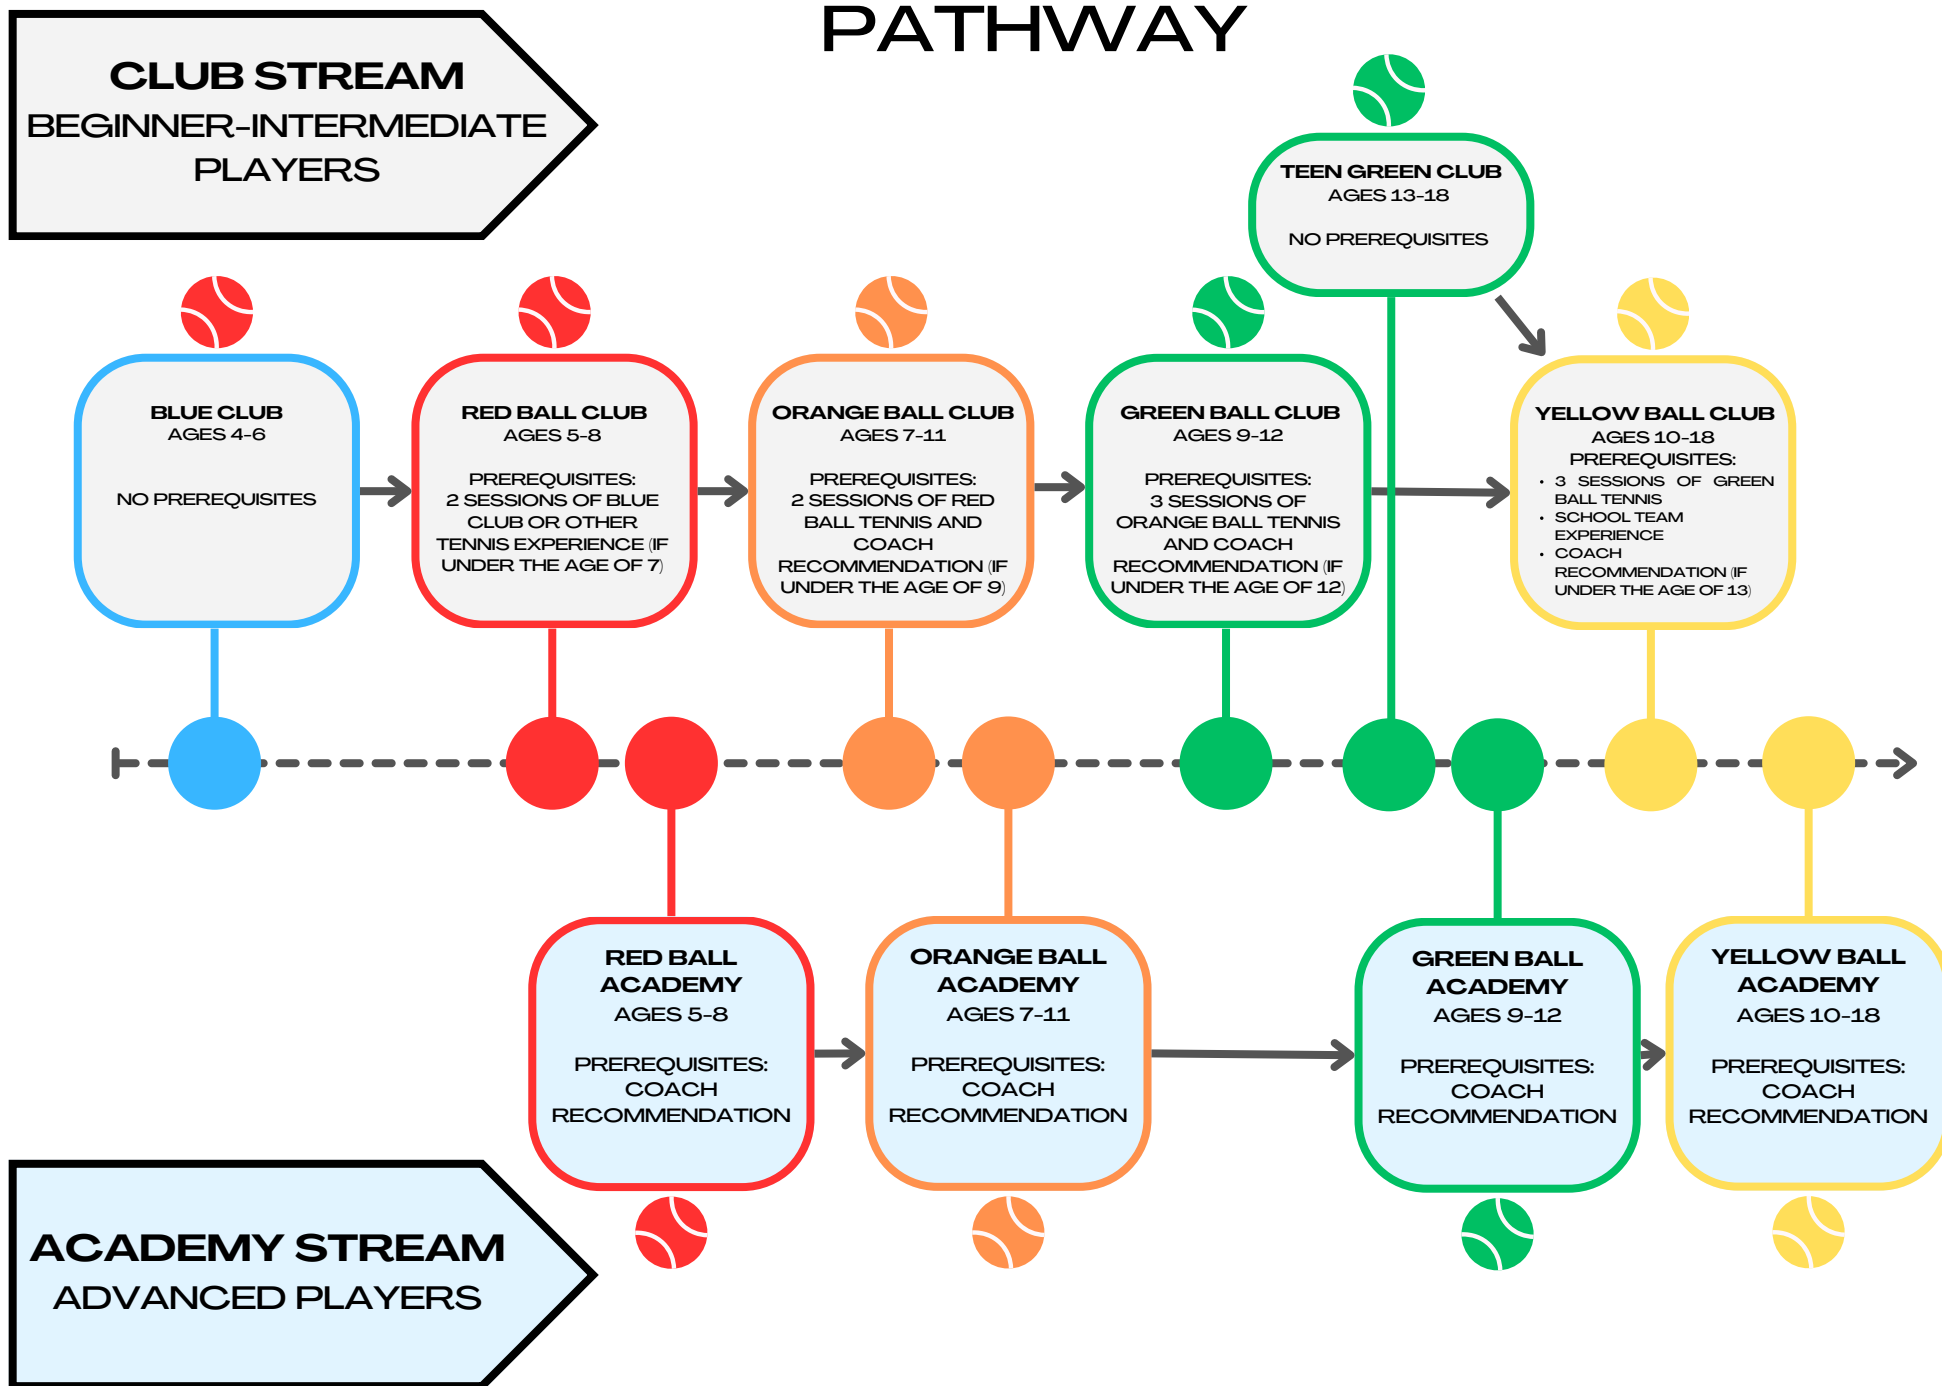 PATHWAY
CLUB STREAM
BEGINNER-INTERMEDIATE
PLAYERS
TEEN GREEN CLUB
AGES 13-18
NO PREREQUISITES
BLUE CLUB
AGES 4-6
NO PREREQUISITES
RED BALL CLUB
AGES 5-8
PREREQUISITES:
2 SESSIONS OF BLUE
CLUB OR OTHER
TENNIS EXPERIENCE (IF
UNDER THE AGE OF 7)
ORANGE BALL CLUB
AGES 7-11
PREREQUISITES:
2 SESSIONS OF RED
BALL TENNIS AND
COACH
RECOMMENDATION (IF
UNDER THE AGE OF 9)
GREEN BALL CLUB
AGES 9-12
PREREQUISITES:
3 SESSIONS OF
ORANGE BALL TENNIS
AND COACH
RECOMMENDATION (IF
UNDER THE AGE OF 12)
YELLOW BALL CLUB
AGES 10-18
PREREQUISITES:
• 3 SESSIONS OF GREEN
BALL TENNIS
• SCHOOL TEAM
EXPERIENCE
• COACH
RECOMMENDATION (IF
UNDER THE AGE OF 13)
RED BALL
ACADEMY
AGES 5-8
PREREQUISITES:
COACH
RECOMMENDATION
ORANGE BALL
ACADEMY
AGES 7-11
PREREQUISITES:
COACH
RECOMMENDATION
GREEN BALL
ACADEMY
AGES 9-12
PREREQUISITES:
COACH
RECOMMENDATION
YELLOW BALL
ACADEMY
AGES 10-18
PREREQUISITES:
COACH
RECOMMENDATION
ACADEMY STREAM
ADVANCED PLAYERS